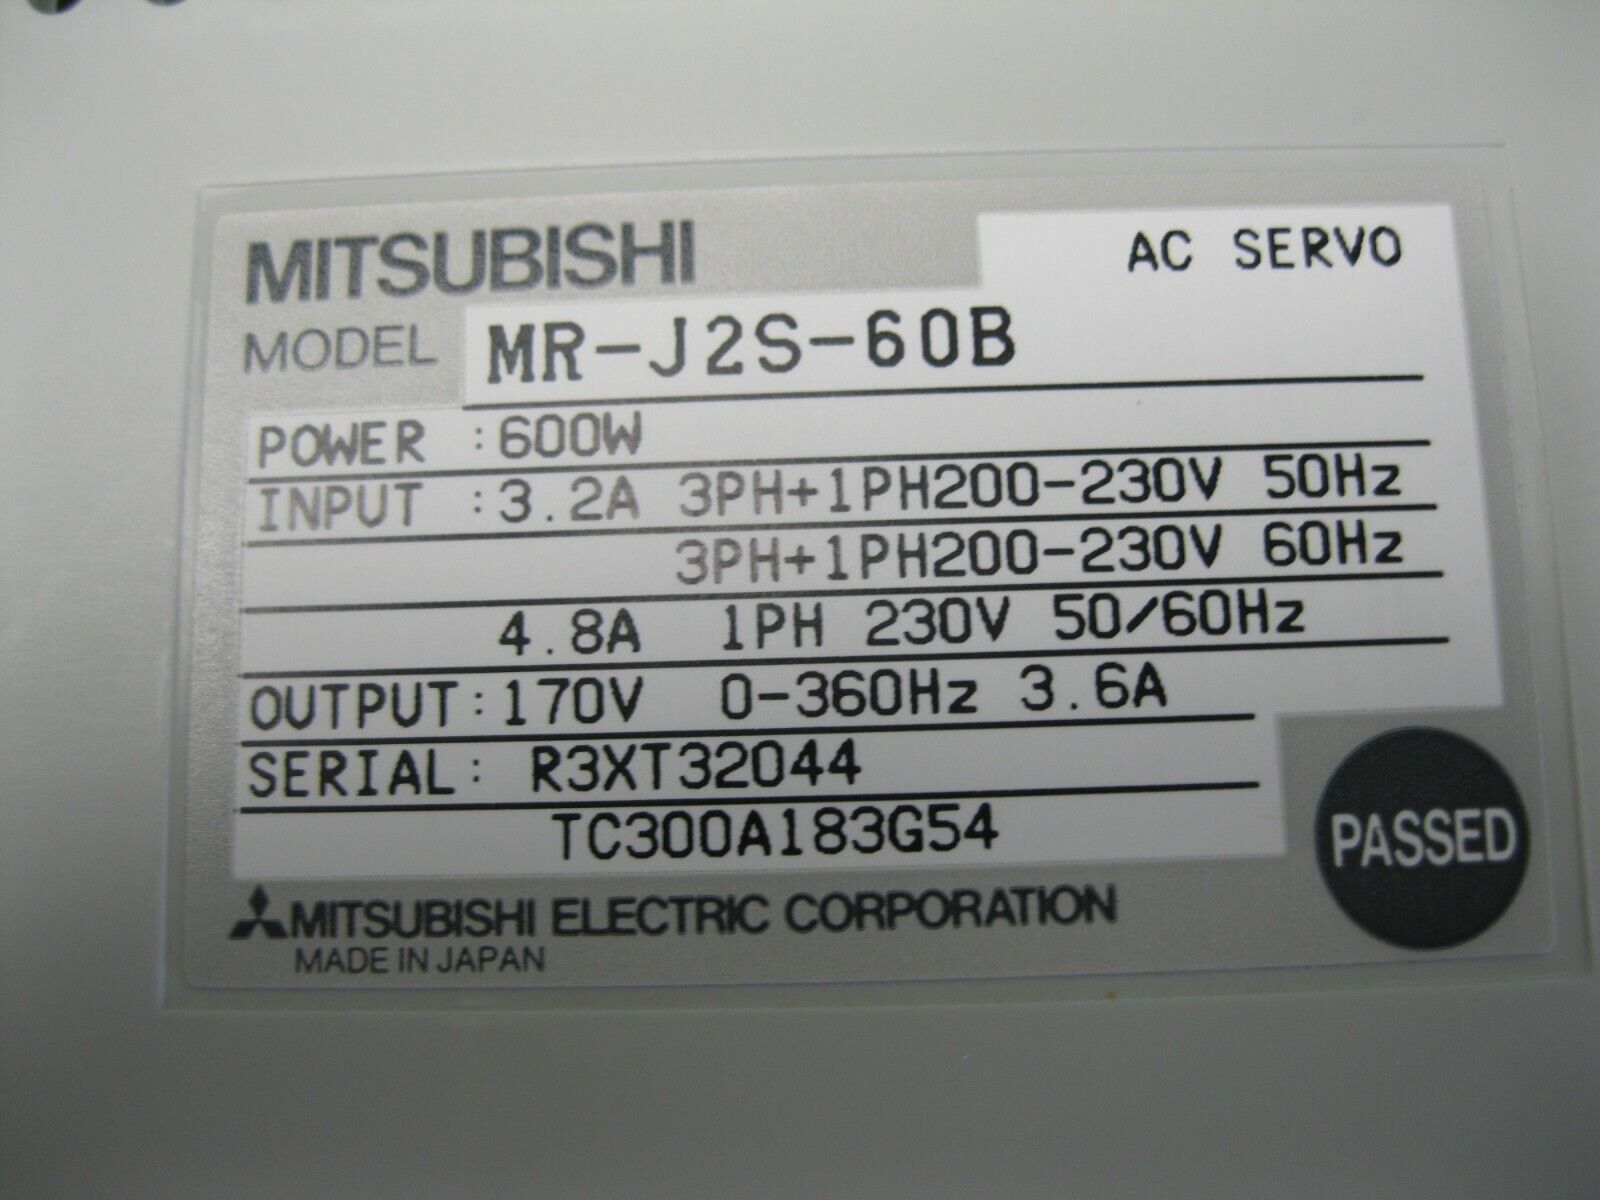 MITSUBISHI AC SERVO
MODEL MR-J2S-60B
POWER :600W
INPUT :3.2A 3PH+1PH200-230V 50Hz
3PH+1PH200-230V 60Hz
4.8A 1PH 230V 50/60Hz
OUTPUT:170V 0-360Hz 3.6A
SERIAL: R3XT32044
TC300A183G54
PASSED
MITSUBISHI ELECTRIC CORPORATION
MADE IN JAPAN